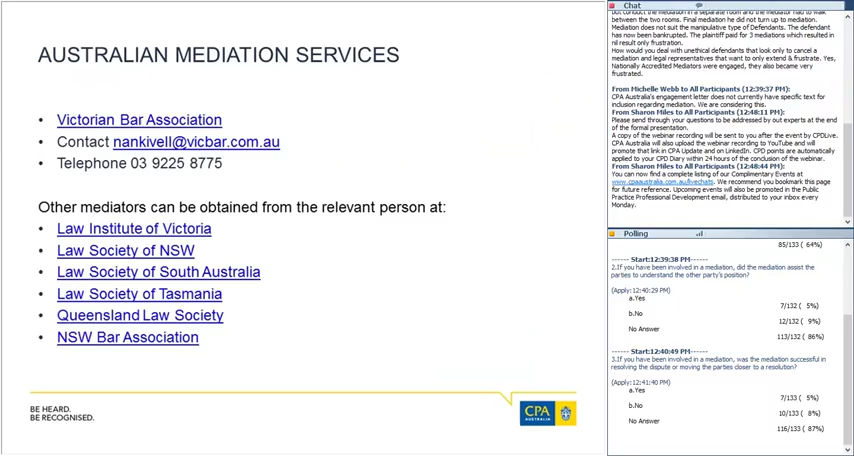 AUSTRALIAN MEDIATION SERVICES
• Victorian Bar Association
• Contact nankivell@vicbar.com.au
• Telephone 03 9225 8775
Other mediators can be obtained from the relevant person at:
• Law Institute of Victoria
• Law Society of NSW
• Law Society of South Australia
• Law Society of Tasmania
• Queensland Law Society
• NSW Bar Association
BE HEARD.
BE RECOGNISED.
CPA
AUSTRALIA
Chat
but conduct the mediation in a separate room and the mediator had to walk
between the two rooms. Final mediation he did not turn up to mediation.
Mediation does not suit the manipulative type of Defendants. The defendant
has now been bankrupted. The plaintiff paid for 3 mediations which resulted in
nil result only frustration.
How would you deal with unethical defendants that look only to cancel a
mediation and legal representatives that want to only extend & frustrate. Yes,
Nationally Accredited Mediators were engaged, they also became very
frustrated.
From Michelle Webb to All Participants (12:39:37 PM):
CPA Australia's engagement letter does not currently have specific text for
inclusion regarding mediation. We are considering this.
From Sharon Miles to All Participants (12:48:11 PM):
Please send through your questions to be addressed by out experts at the end
of the formal presentation.
A copy of the webinar recording will be sent to you after the event by CPDLive.
CPA Australia will also upload the webinar recording to YouTube and will
promote that link in CPA Update and on LinkedIn. CPD points are automatically
applied to your CPD Diary within 24 hours of the conclusion of the webinar.
From Sharon Miles to All Participants (12:48:44 PM):
You can now find a complete listing of our Complimentary Events at
www.cpaaustralia.com.au/livechats. We recommend you bookmark this page
for future reference. Upcoming events will also be promoted in the Public
Practice Professional Development email, distributed to your inbox every
Monday.
Polling
85/133 ( 64%)
------ Start:12:39:38 PM------
2.If you have been involved in a mediation, did the mediation assist the
parties to understand the other party's position?
(Apply:12:40:29 PM)
a.Yes
7/132 ( 5%)
b.No
12/132 ( 9%)
No Answer
113/132 ( 86%)
------ Start:12:40:49 PM------
3.If you have been involved in a mediation, was the mediation successful in
resolving the dispute or moving the parties closer to a resolution?
(Apply:12:41:40 PM)
a.Yes
7/133 ( 5%)
b.No
10/133 ( 8%)
No Answer
116/133 ( 87%)